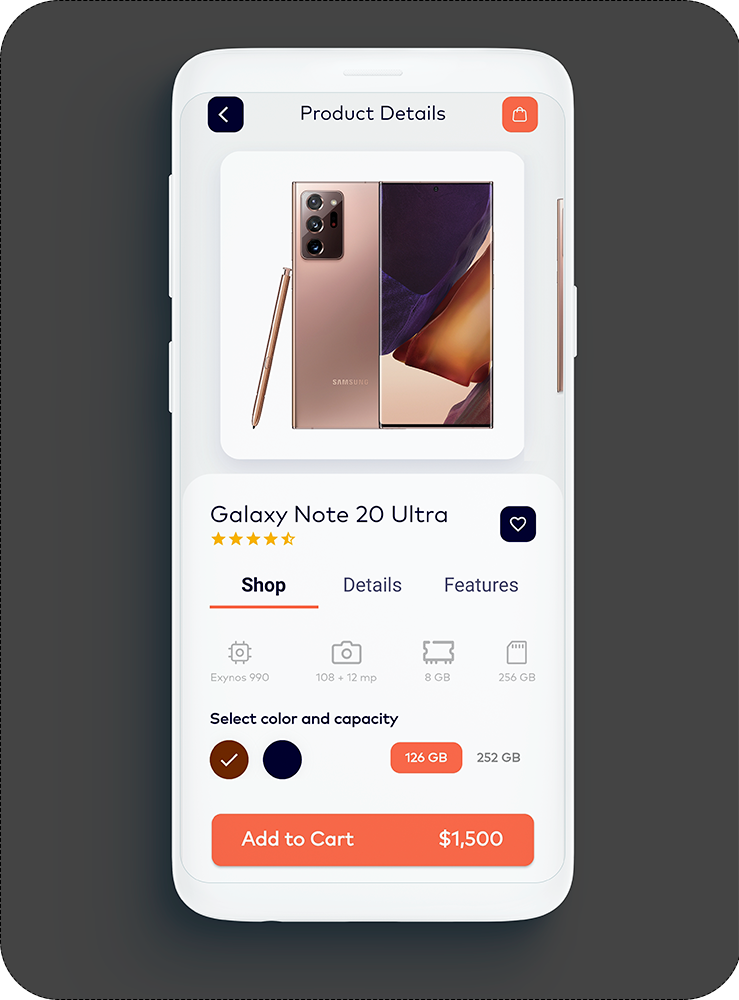 Product Details
SAMSUNG
Galaxy Note 20 Ultra
Shop Details Features
Exynos 990 108 + 12 mp 8 GB 256 GB
Select color and capacity
126 GB 252 GB
Add to Cart $1,500